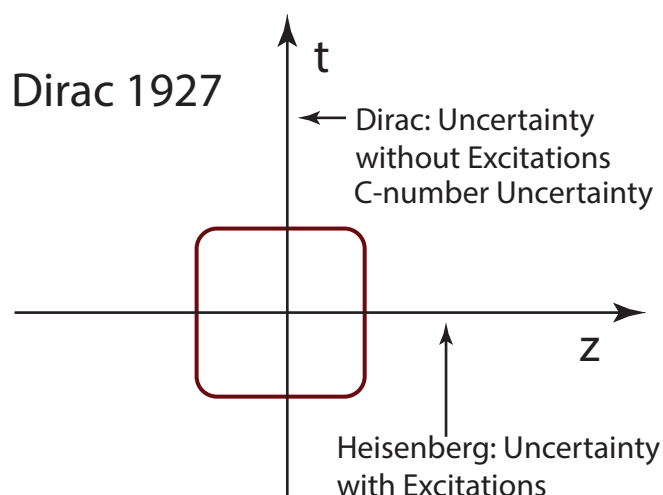 t
Dirac 1927
Dirac: Uncertainty
without Excitations
C-number Uncertainty
z
Heisenberg: Uncertainty
with Excitations